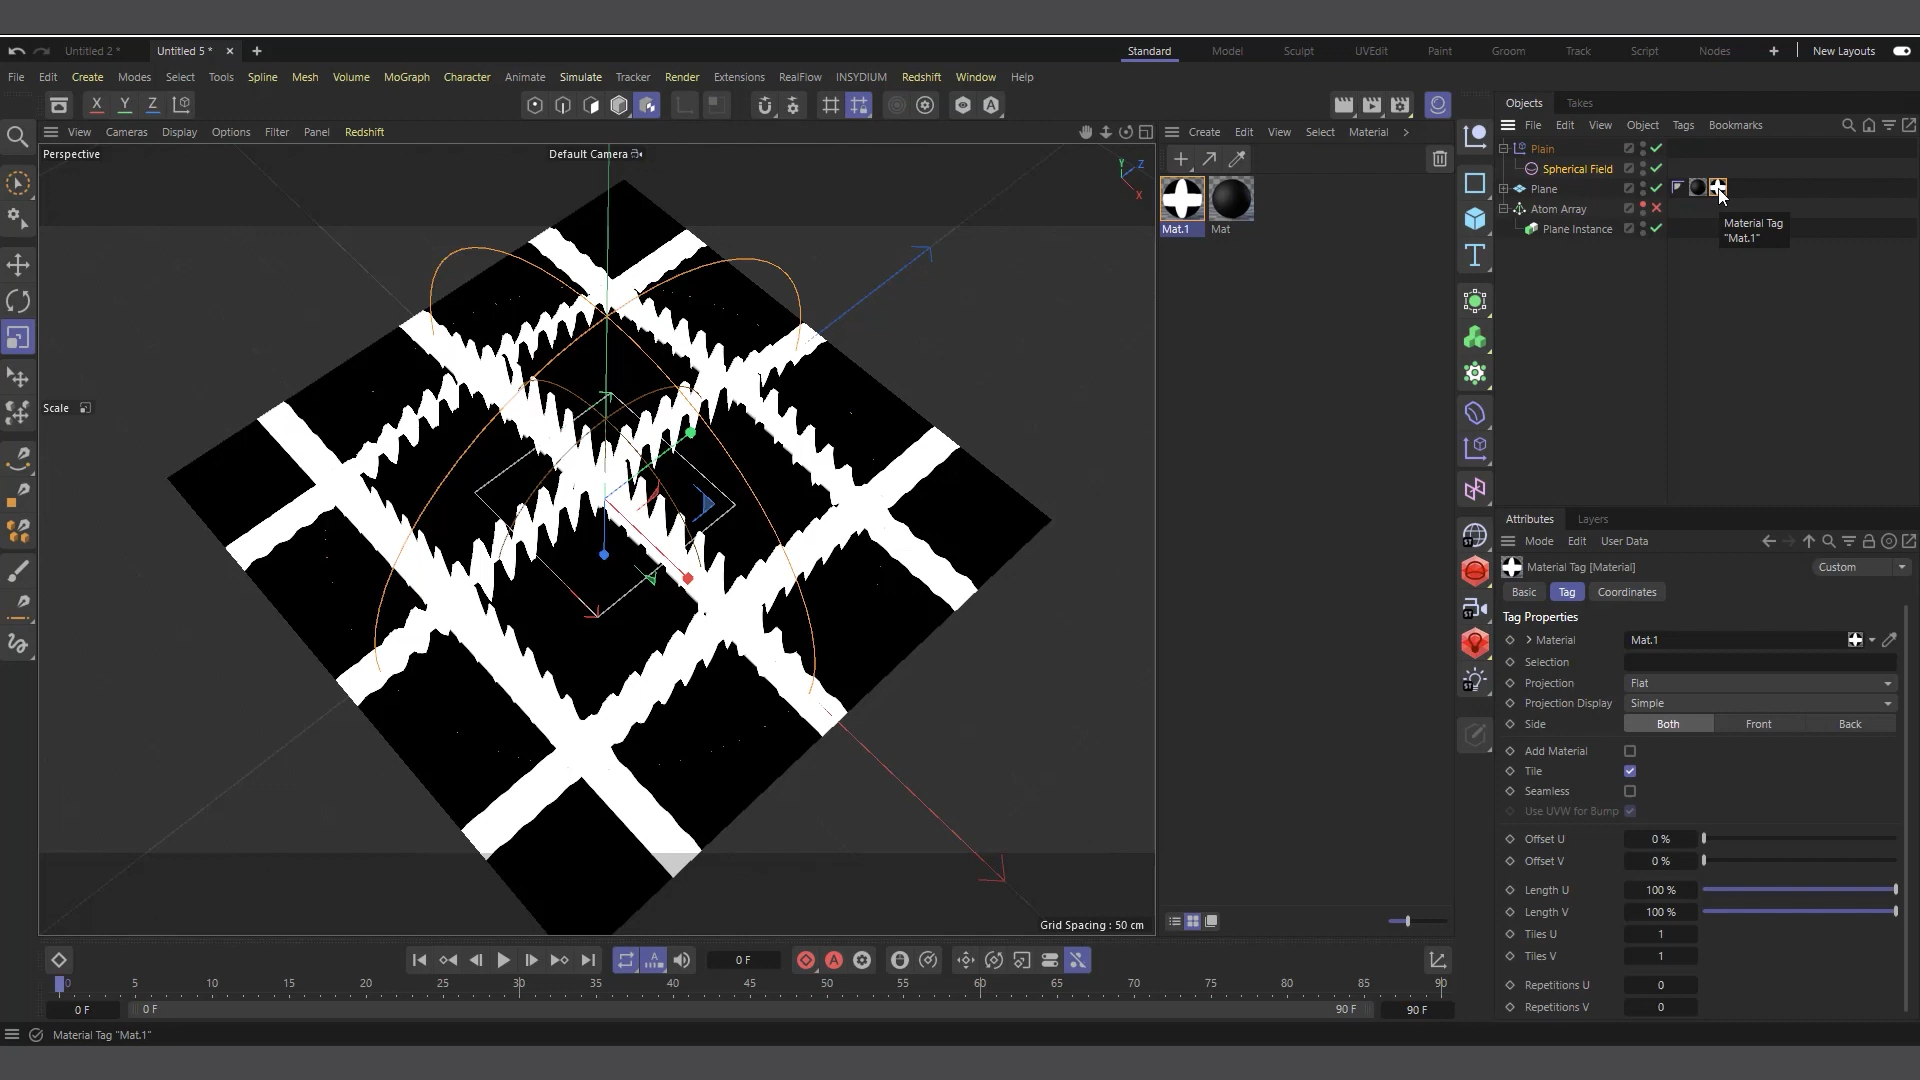 Untitled 2 *
Untitled 5 *
Standard
Model
Sculpt
UVEdit
Paint
Groom
Track
Script
Nodes
New Layouts
File Edit Create Modes Select Tools Spline Mesh Volume MoGraph Character Animate Simulate Tracker Render Extensions RealFlow INSYDIUM Redshift Window Help
X Y Z
Objects Takes
View Cameras Display Options Filter Panel Redshift
Create Edit View Select Material
File Edit View Object Tags Bookmarks
Perspective
Default Camera
Y
Z
X
Plain
Spherical Field
Plane
Atom Array
Plane Instance
Material Tag
"Mat.1"
Mat.1
Mat
Scale
Grid Spacing : 50 cm
Attributes Layers
Mode Edit User Data
Material Tag [Material]
Custom
Basic Tag Coordinates
Tag Properties
Material Mat.1
Selection
Projection Flat
Projection Display Simple
Side Both Front Back
Add Material
Tile
Seamless
Use UVW for Bump
Offset U 0 %
Offset V 0 %
Length U 100 %
Length V 100 %
Tiles U 1
Tiles V 1
Repetitions U 0
Repetitions V 0
0 F
0 5 10 15 20 25 30 35 40 45 50 55 60 65 70 75 80 85 90
0 F 0 F 90 F 90 F
Material Tag "Mat.1"